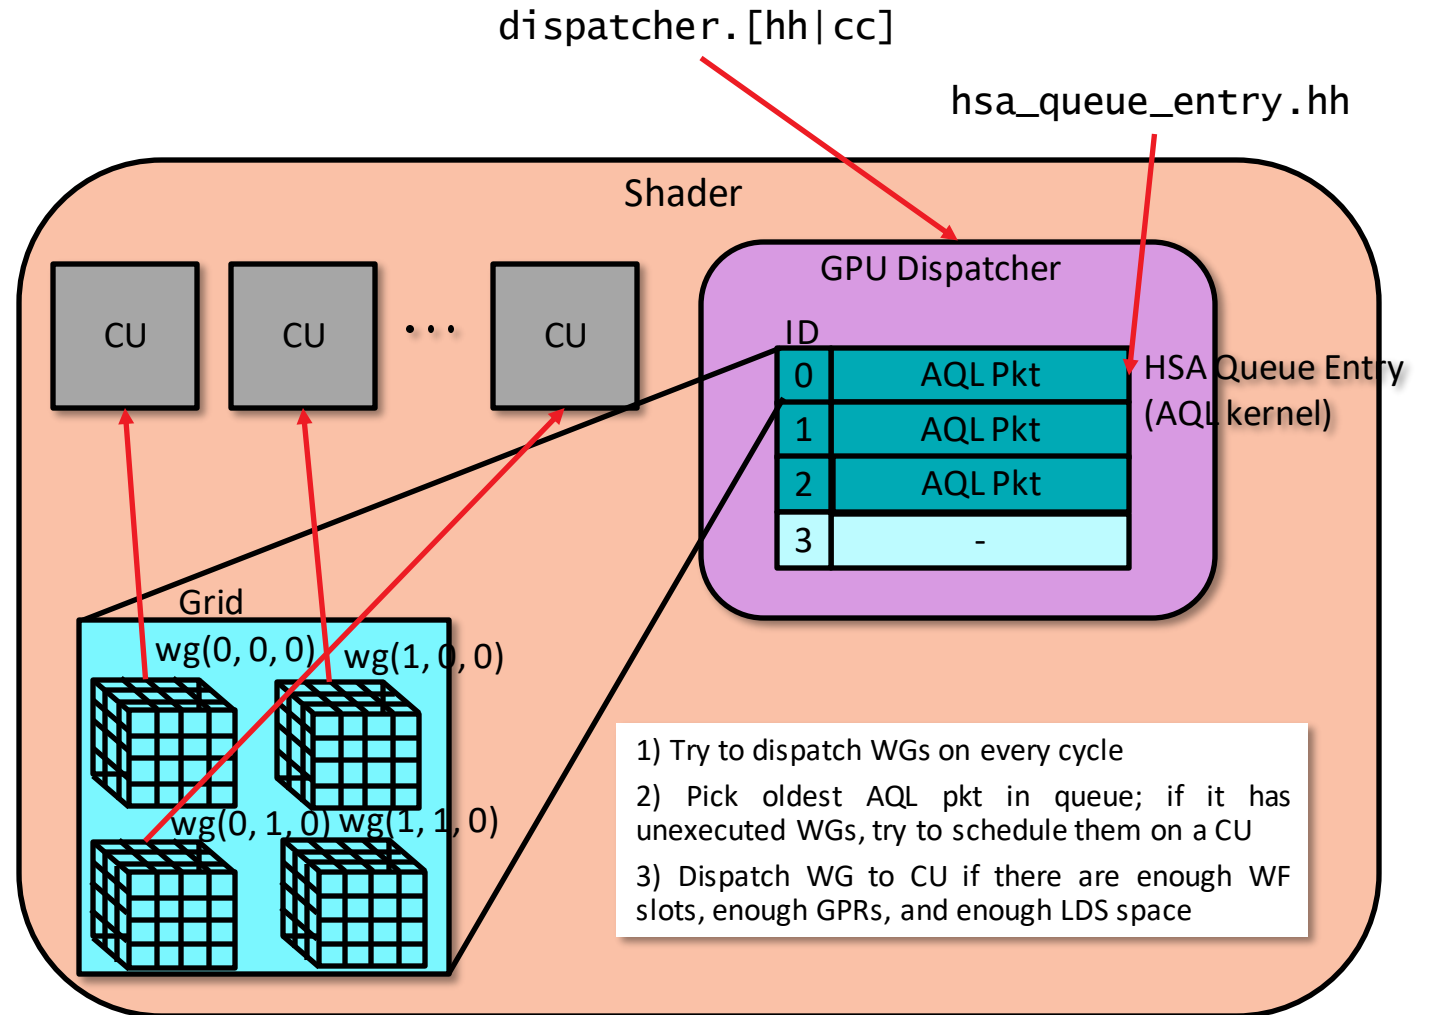 dispatcher.[hh|cc]
hsa_queue_entry.hh
Shader
GPU Dispatcher
CU
CU
...
CU
ID
0 AQL Pkt
1 AQL Pkt
2 AQL Pkt
3 -
HSA Queue Entry
(AQL kernel)
Grid
wg(0, 0, 0)
wg(1, 0, 0)
wg(0, 1, 0)
wg(1, 1, 0)
1) Try to dispatch WGs on every cycle
2) Pick oldest AQL pkt in queue; if it has
unexecuted WGs, try to schedule them on a CU
3) Dispatch WG to CU if there are enough WF
slots, enough GPRs, and enough LDS space